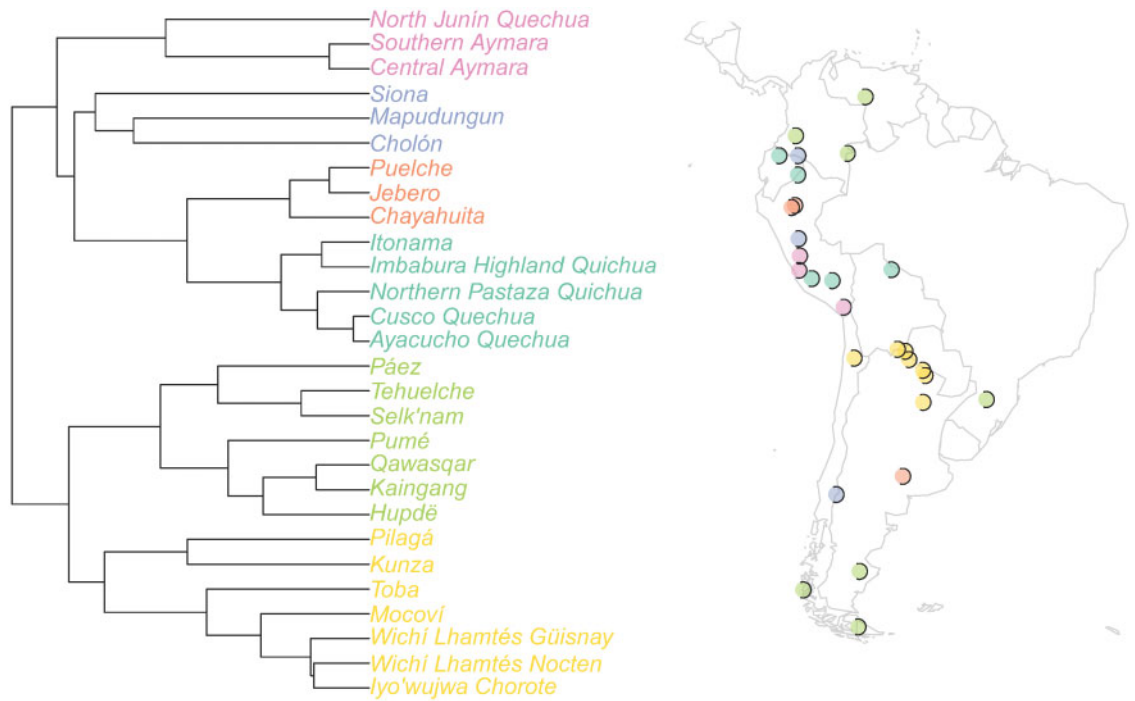 North Junín Quechua
Southern Aymara
Central Aymara
Siona
Mapudungun
Cholón
Puelche
Jebero
Chayahuita
Itonama
Imbabura Highland Quichua
Northern Pastaza Quichua
Cusco Quechua
Ayacucho Quechua
Páez
Tehuelche
Selk'nam
Pumé
Qawasqar
Kaingang
Hupdë
Pilagá
Kunza
Toba
Mocoví
Wichí Lhamtés Güisnay
Wichí Lhamtés Nocten
Iyo'wujwa Chorote